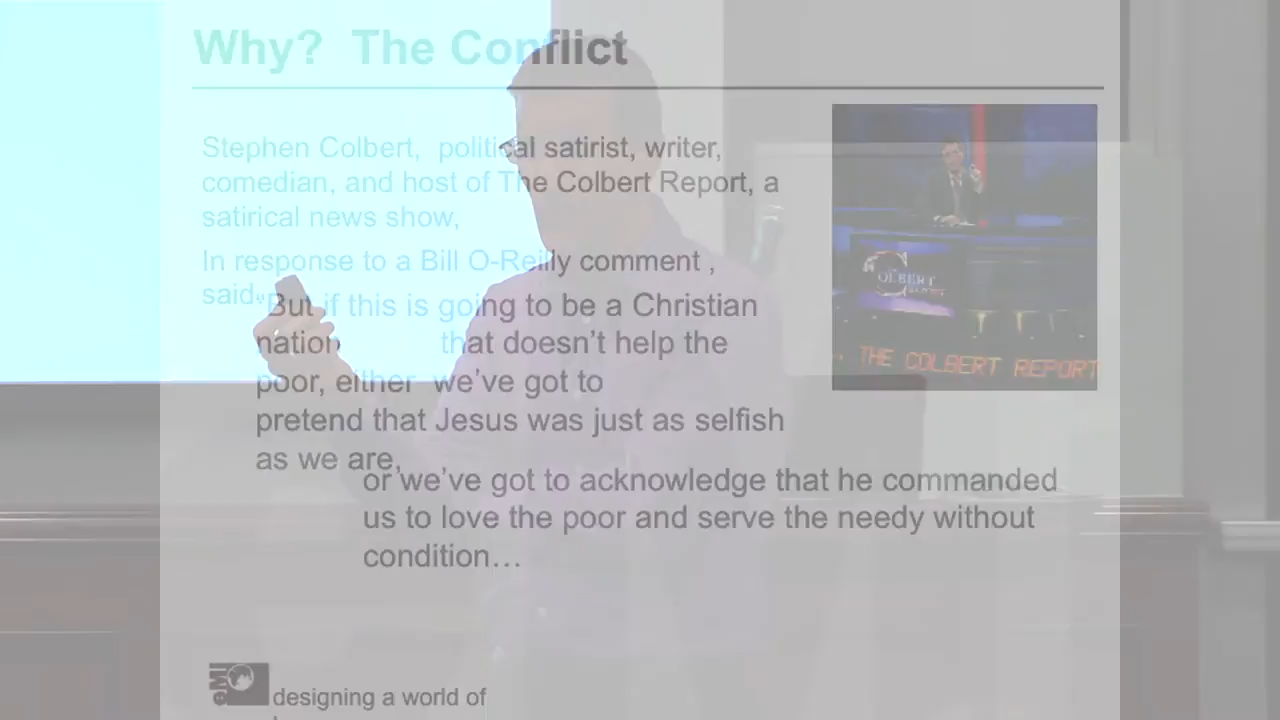 Why? The Conflict
Stephen Colbert, political satirist, writer,
comedian, and host of The Colbert Report, a
satirical news show,
In response to a Bill O-Reilly comment ,
said,
But if this is going to be a Christian
nation that doesn't help the
poor, either we've got to
pretend that Jesus was just as selfish
as we are,
or we've got to acknowledge that he commanded
us to love the poor and serve the needy without
condition…
COLBERT
THE COLBERT REPORT
eMi
designing a world of